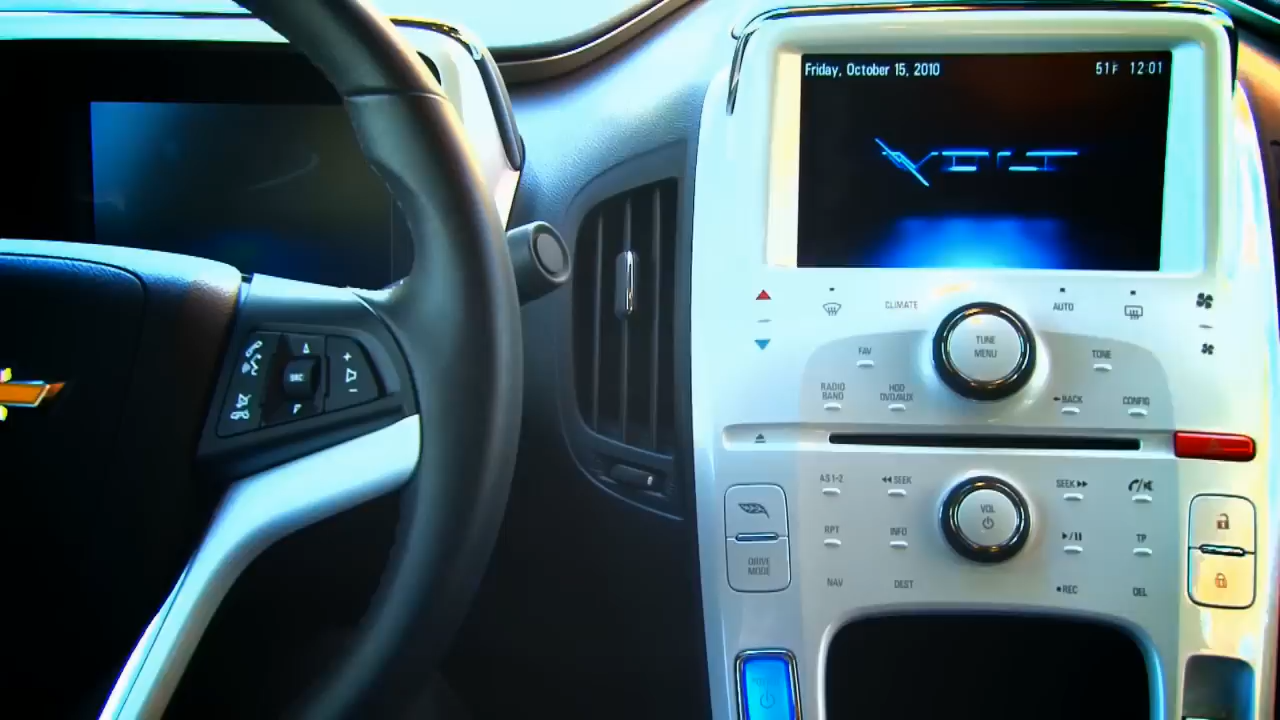 Friday, October 15, 2010
51F 12:01
VOLT
CLIMATE
AUTO
TUNE
MENU
FAV
TONE
RADIO
BAND
HDD
DVD/AUX
BACK
CONFIG
SRC
AS 1-2
SEEK
SEEK
VOL
RPT
INFO
TP
DRIVE
MODE
NAV
DEST
REC
DEL